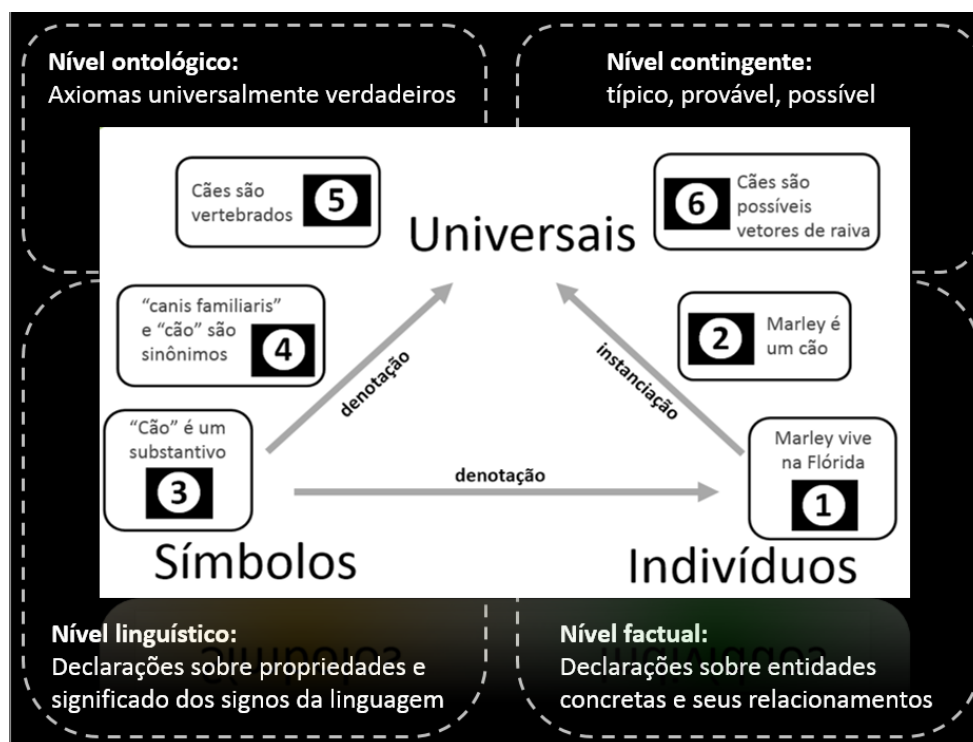 Nível ontológico:
Axiomas universalmente verdadeiros
Nível contingente:
típico, provável, possível
Cães são
vertebrados
5
6
Cães são
possíveis
vetores de raiva
Universais
"canis familiaris"
e "cão" são
sinônimos
4
2
Marley é
um cão
denotação
instanciação
"Cão" é um
substantivo
3
denotação
Marley vive
na Flórida
1
Símbolos
Indivíduos
Nível linguístico:
Declarações sobre propriedades e
significado dos signos da linguagem
Nível factual:
Declarações sobre entidades
concretas e seus relacionamentos